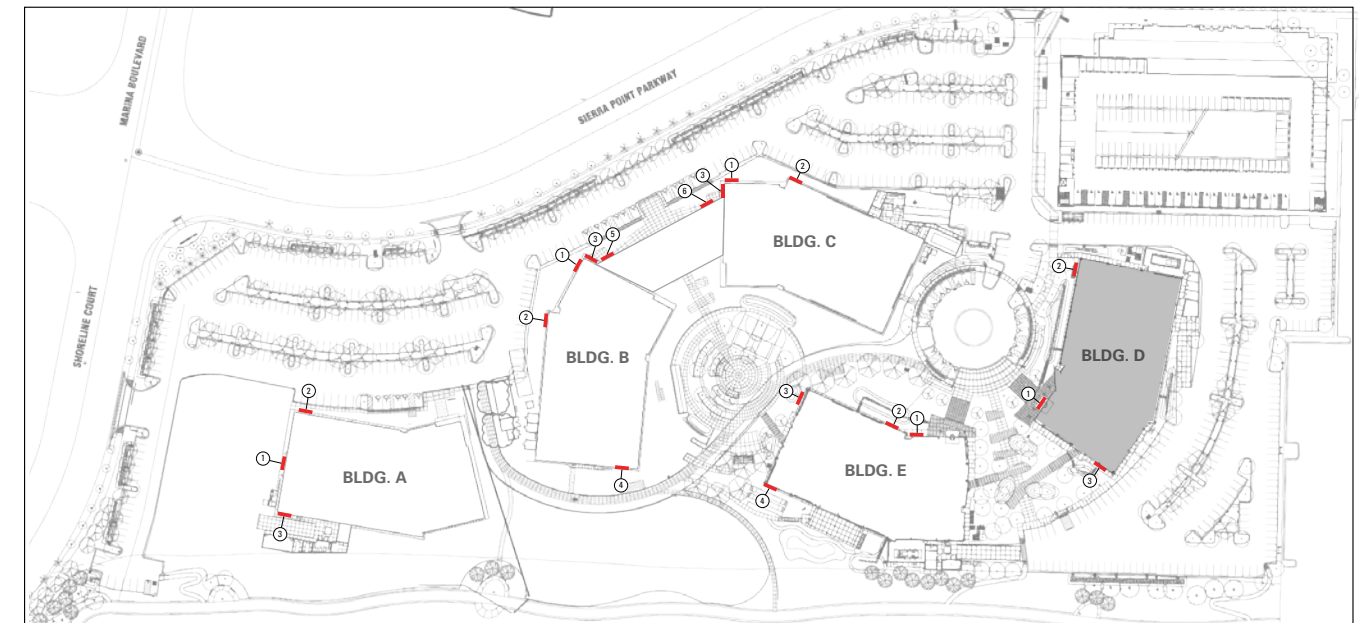 MARINA BOULEVARD
SIERRA POINT PARKWAY
SHORELINE COURT
1
2
3
6
BLDG. C
3
5
1
2
BLDG. B
4
2
BLDG. D
1
3
2
1
BLDG. A
3
3
2
1
BLDG. E
4